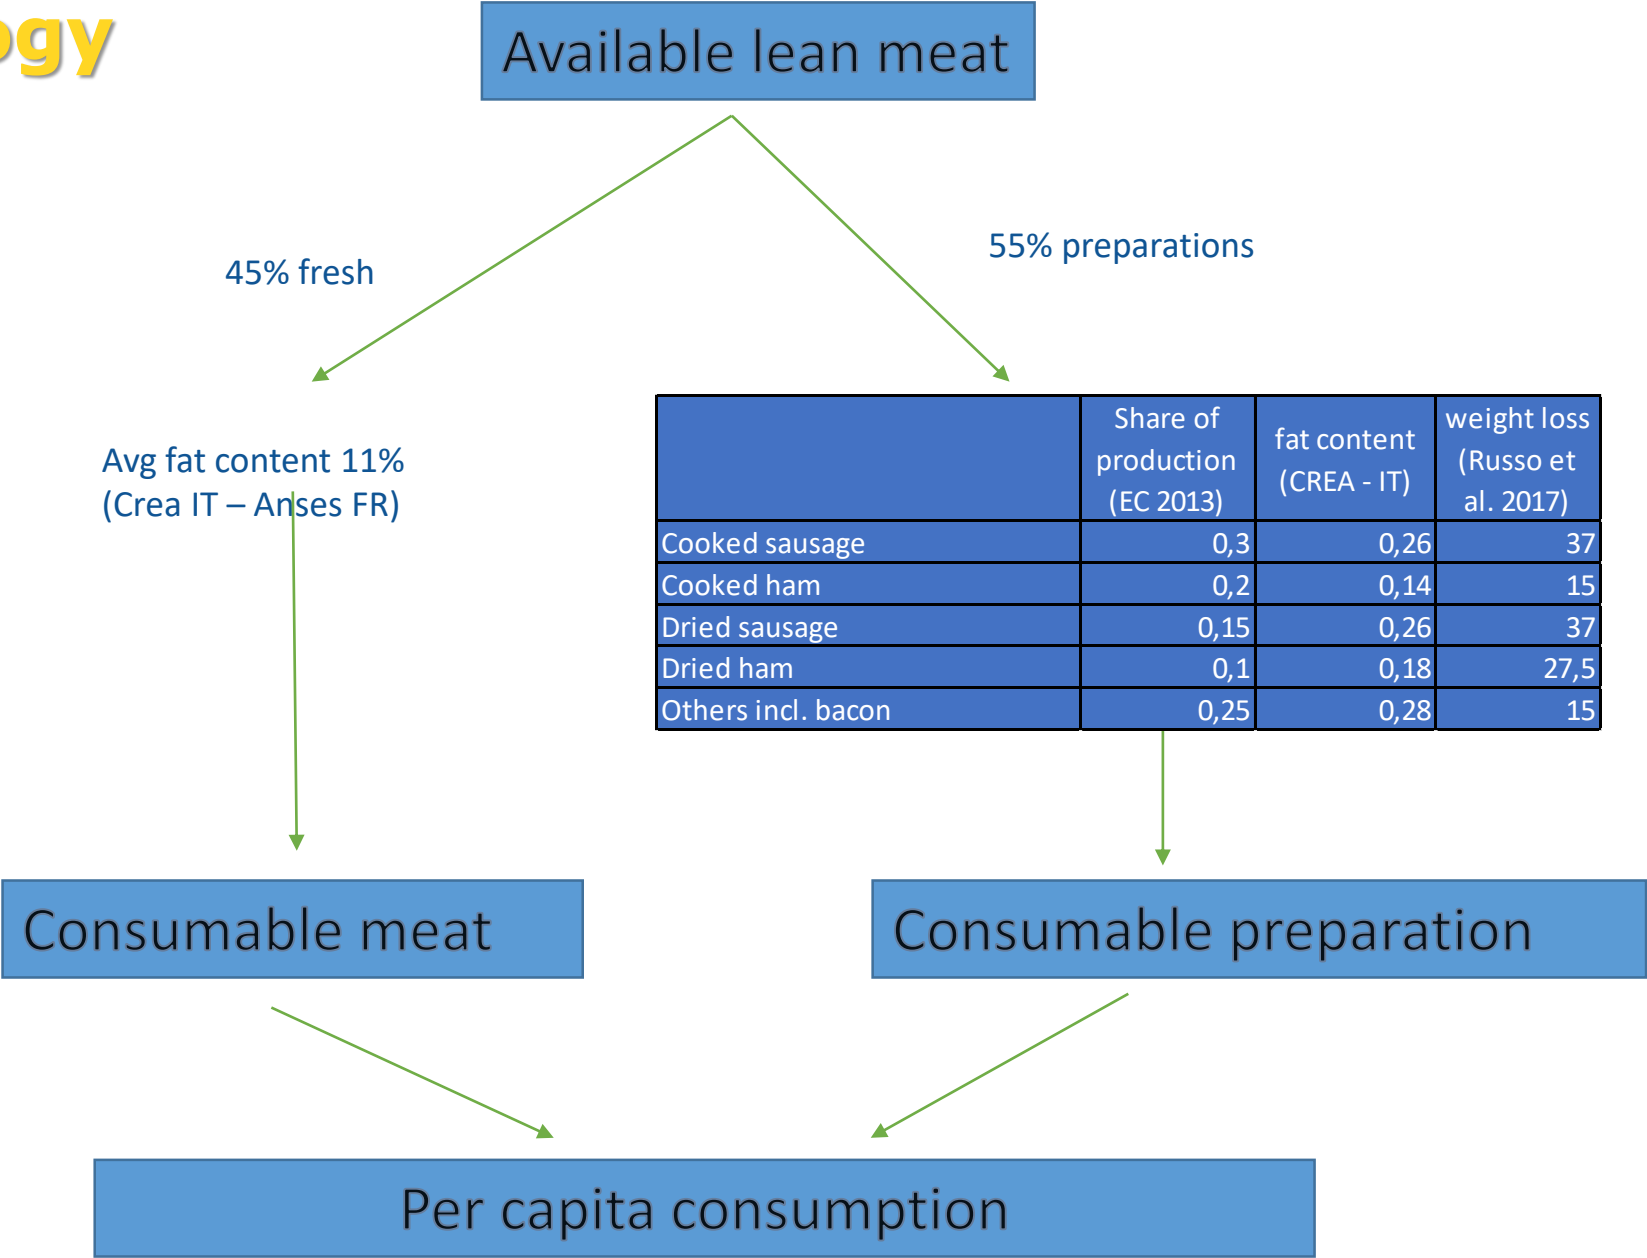 ogy
Available lean meat
45% fresh
55% preparations
Avg fat content 11%
(Crea IT – Anses FR)
Share of
production
(EC 2013)
fat content
(CREA - IT)
weight loss
(Russo et
al. 2017)
Cooked sausage 0,3 0,26 37
Cooked ham 0,2 0,14 15
Dried sausage 0,15 0,26 37
Dried ham 0,1 0,18 27,5
Others incl. bacon 0,25 0,28 15
Consumable meat
Consumable preparation
Per capita consumption